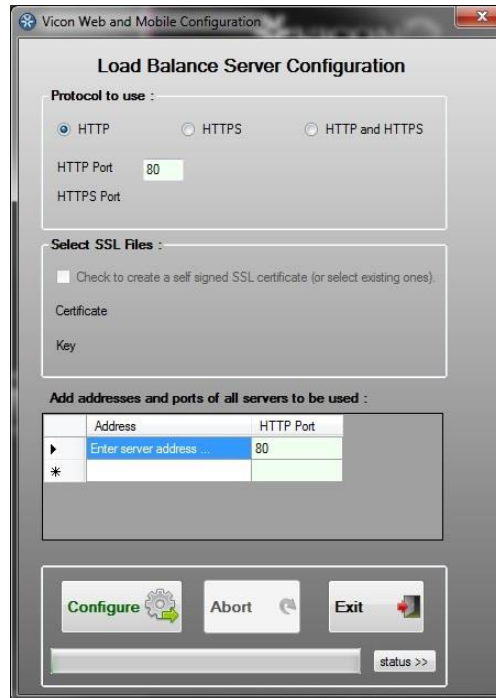 Vicon Web and Mobile Configuration
Load Balance Server Configuration
Protocol to use :
HTTP HTTPS HTTP and HTTPS
HTTP Port 80
HTTPS Port
Select SSL Files :
Check to create a self signed SSL certificate (or select existing ones).
Certificate
Key
Add addresses and ports of all servers to be used :
Address HTTP Port
Enter server address ... 80
Configure Abort Exit
status >>